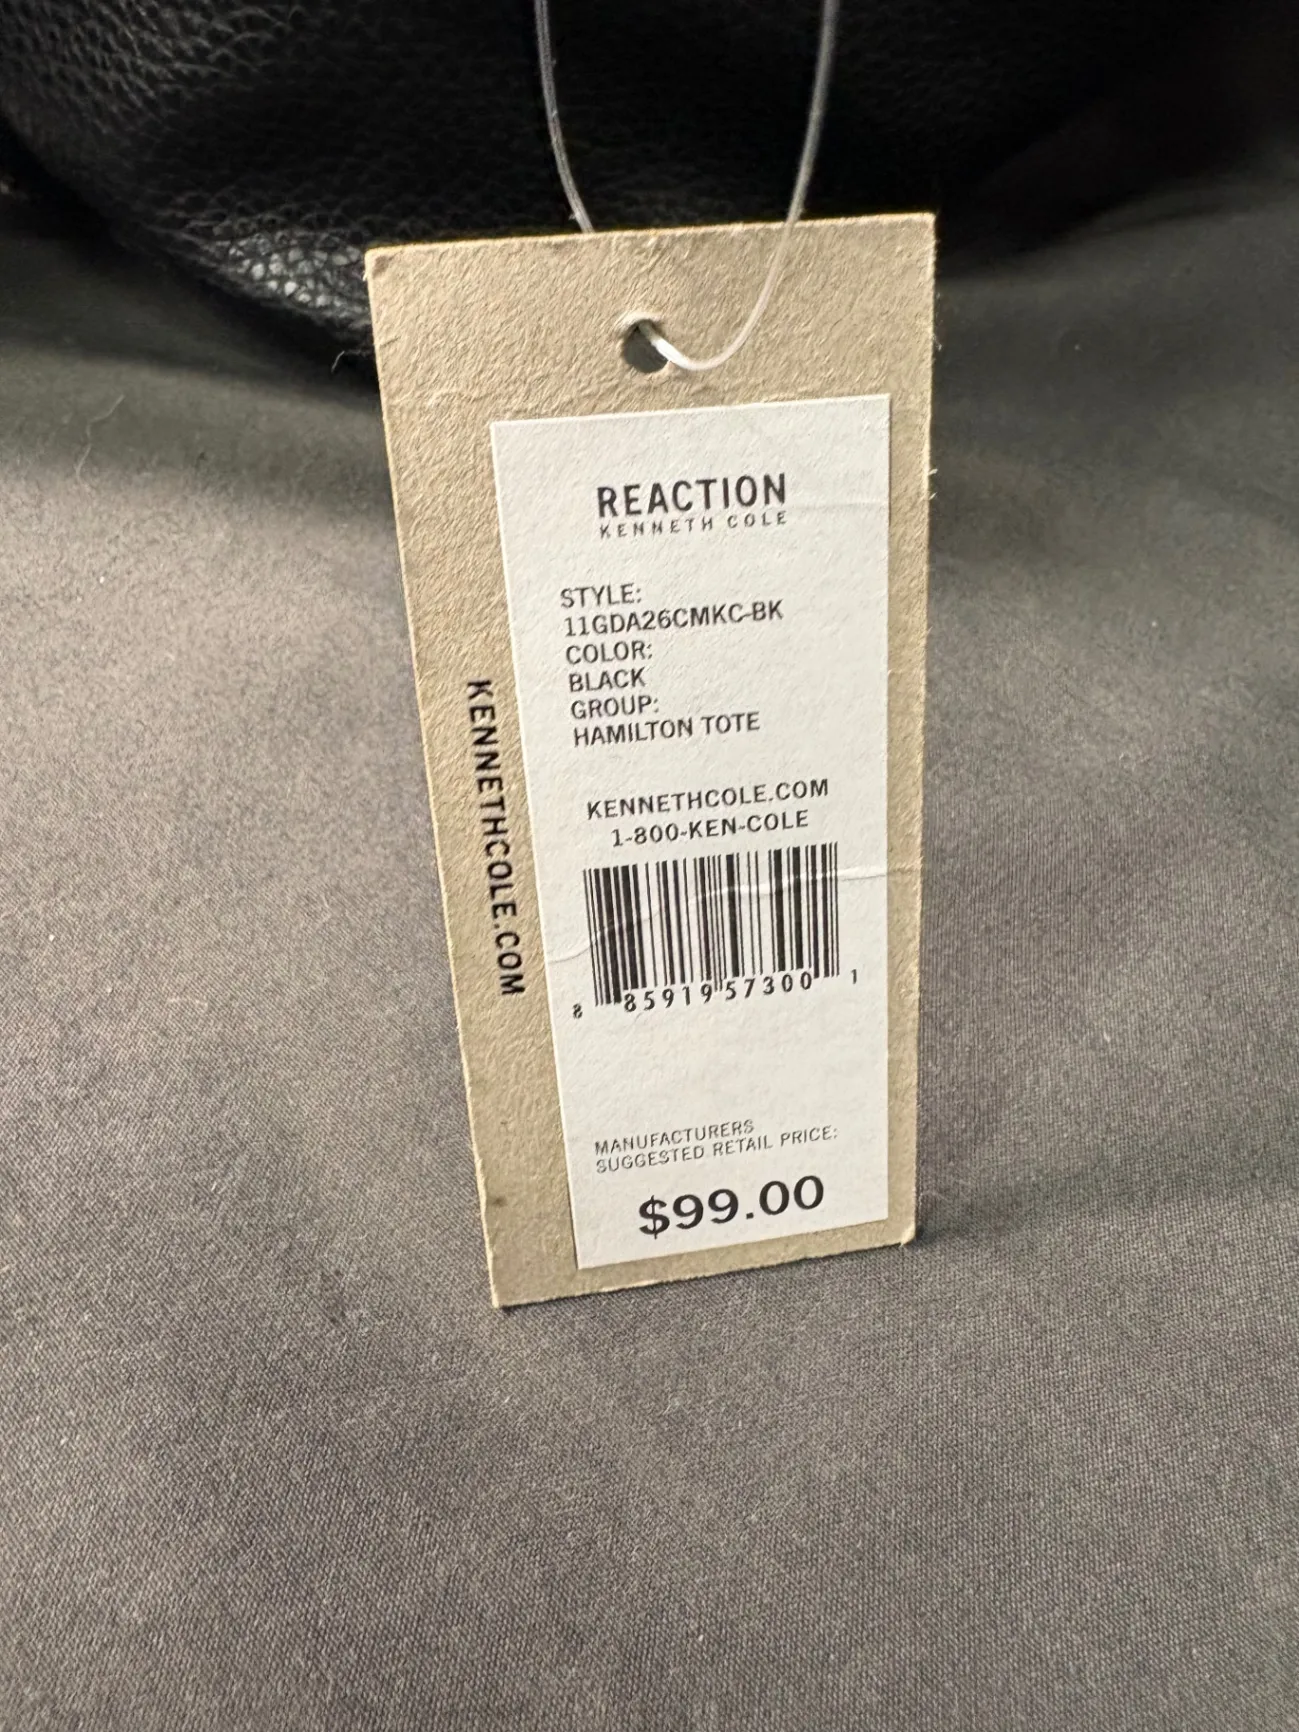 REACTION
KENNETH COLE
STYLE:
11GDA26CMKC-BK
COLOR:
BLACK
GROUP:
HAMILTON TOTE
KENNETHCOLE.COM
1-800-KEN-COLE
8 85919 57300 1
MANUFACTURERS
SUGGESTED RETAIL PRICE:
$99.00
KENNETHCOLE.COM